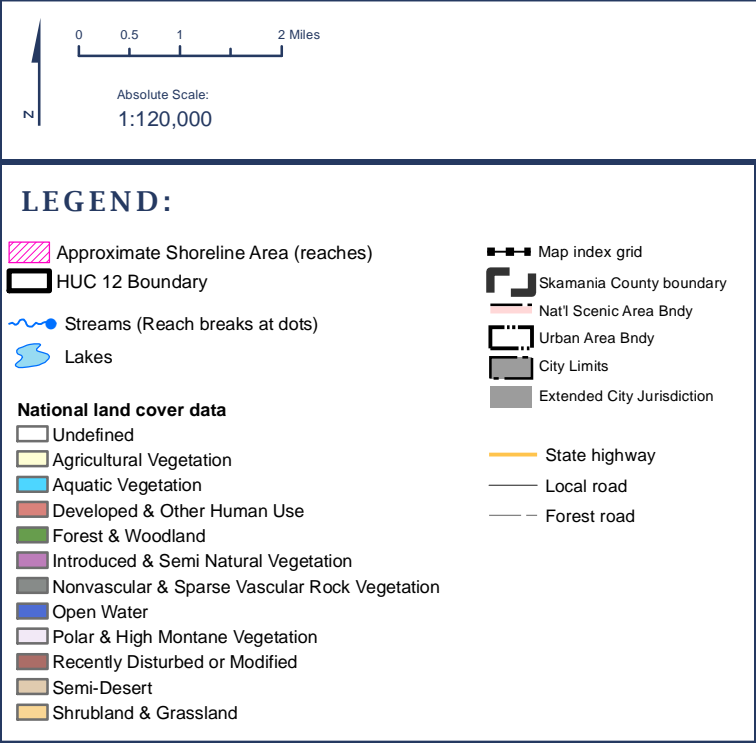 0 0.5 1 2 Miles
Absolute Scale:
1:120,000
N
LEGEND:
Approximate Shoreline Area (reaches)
HUC 12 Boundary
Streams (Reach breaks at dots)
Lakes
National land cover data
Undefined
Agricultural Vegetation
Aquatic Vegetation
Developed & Other Human Use
Forest & Woodland
Introduced & Semi Natural Vegetation
Nonvascular & Sparse Vascular Rock Vegetation
Open Water
Polar & High Montane Vegetation
Recently Disturbed or Modified
Semi-Desert
Shrubland & Grassland
Map index grid
Skamania County boundary
Nat'l Scenic Area Bndy
Urban Area Bndy
City Limits
Extended City Jurisdiction
State highway
Local road
Forest road